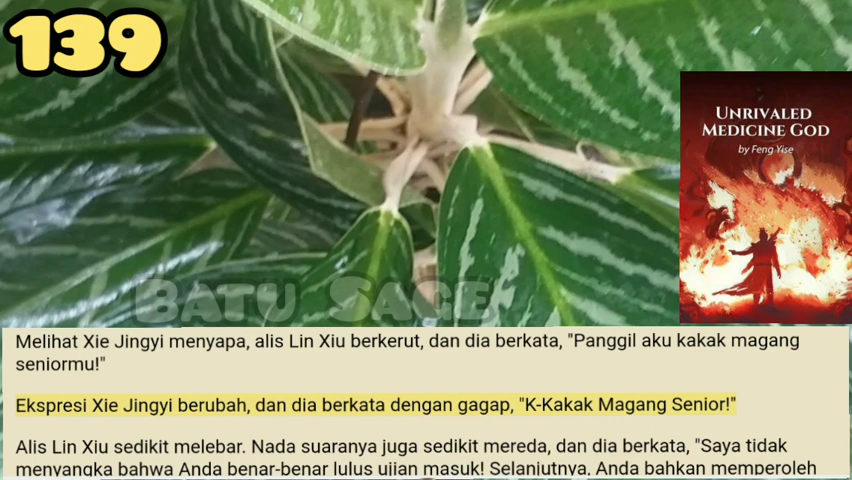 139
UNRIVALED
MEDICINE GOD
by Feng Yise
BATU SAGE
Melihat Xie Jingyi menyapa, alis Lin Xiu berkerut, dan dia berkata, "Panggil aku kakak magang
seniormu!"
Ekspresi Xie Jingyi berubah, dan dia berkata dengan gagap, "K-Kakak Magang Senior!"
Alis Lin Xiu sedikit melebar. Nada suaranya juga sedikit mereda, dan dia berkata, "Saya tidak
menyangka bahwa Anda benar-benar lulus ujian masuk! Selanjutnya, Anda bahkan memperoleh